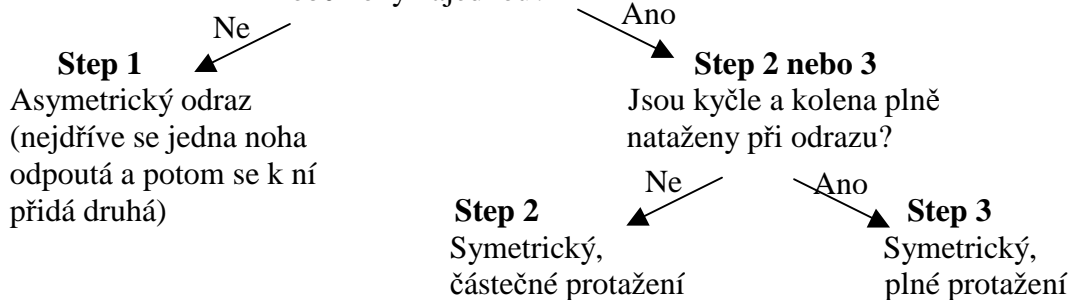 Ne
Ano
Step 1
Step 2 nebo 3
Asymetrický odraz
(nejdříve se jedna noha
odpoutá a potom se k ní
přidá druhá)
Jsou kyčle a kolena plně
nataženy při odrazu?
Ne
Ano
Step 2
Step 3
Symetrický,
částečné protažení
Symetrický,
plné protažení